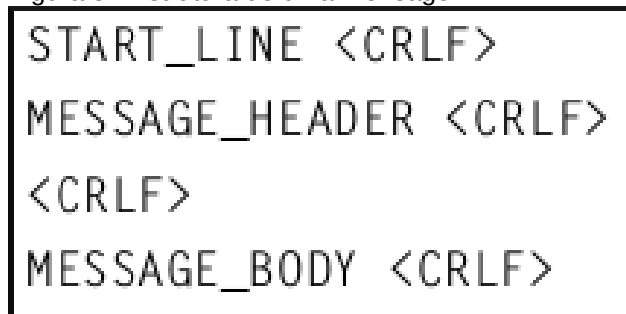 START_LINE <CRLF>
MESSAGE_HEADER <CRLF>
<CRLF>
MESSAGE_BODY <CRLF>